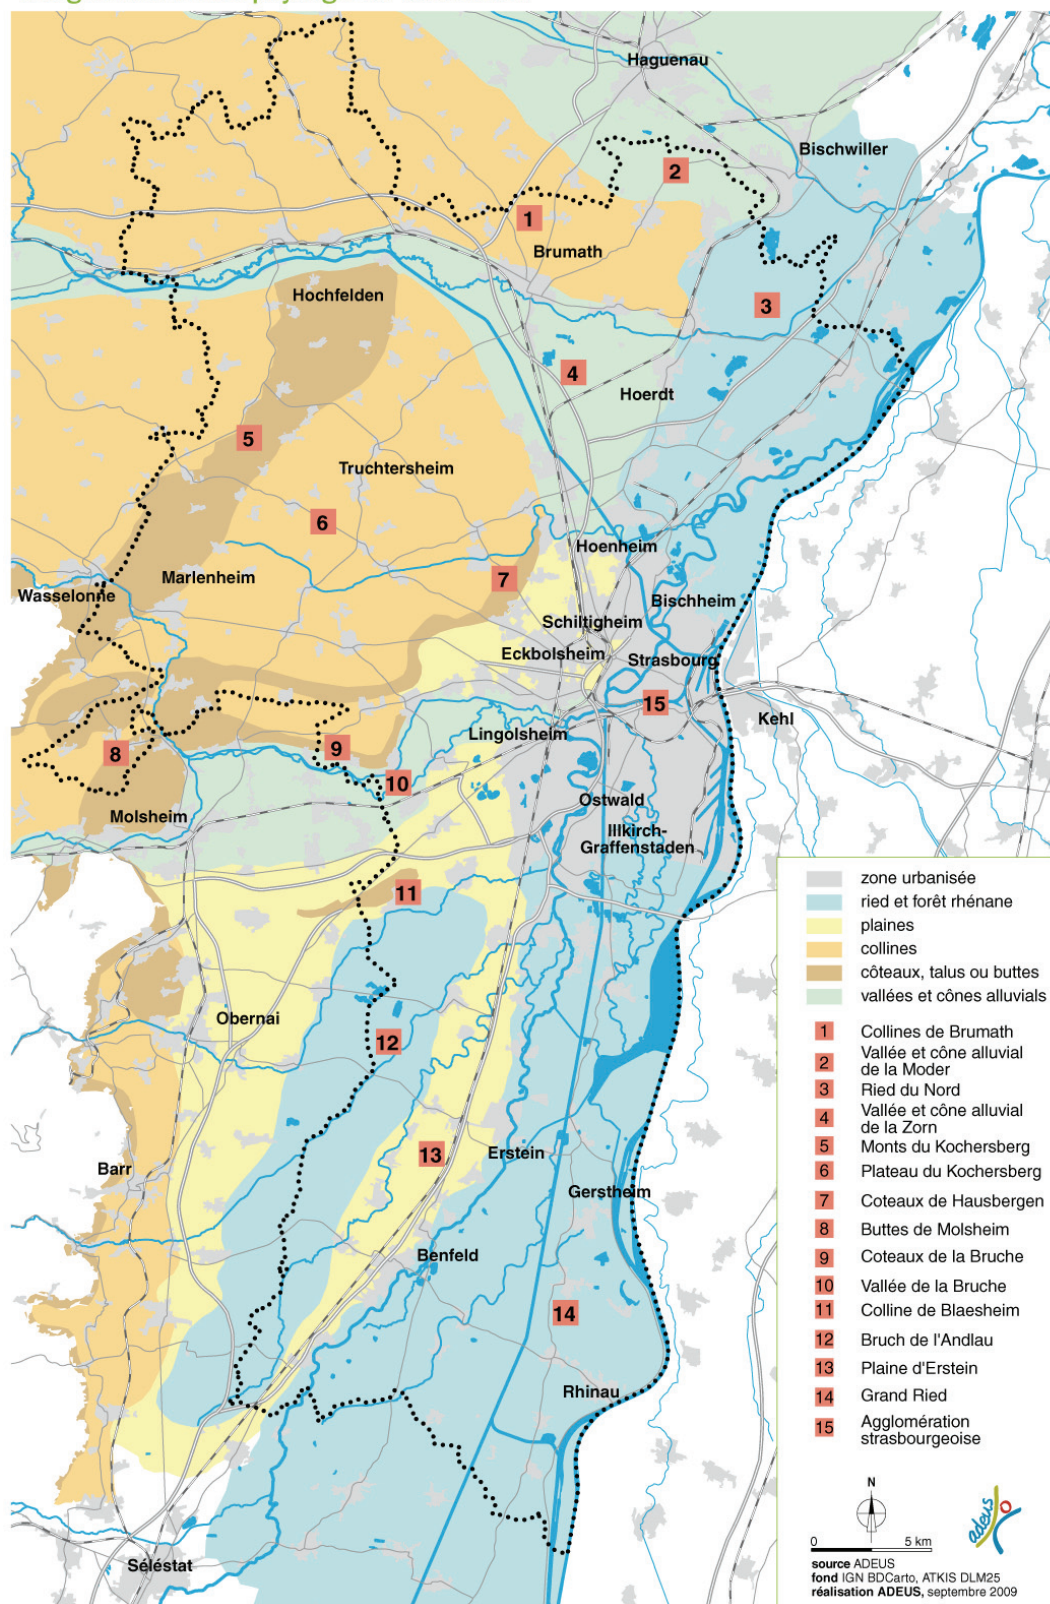 Haguenau
Bischwiller
2
1
Brumath
Hochfelden
3
4
Hoerdt
5
Truchtersheim
6
Hoenheim
7
Marlenheim
Wasselonne
Bischheim
Schiltigheim
Eckbolsheim
Strasbourg
15
Kehl
Lingolsheim
9
8
10
Ostwald
Molsheim
Illkirch-
Graffenstaden
11
Obernai
12
13
Erstein
Barr
Gerstheim
Benfeld
14
Rhinau
Séléstat
zone urbanisée
ried et forêt rhénane
plaines
collines
côteaux, talus ou buttes
vallées et cônes alluvials
1 Collines de Brumath
2 Vallée et cône alluvial
de la Moder
3 Ried du Nord
4 Vallée et cône alluvial
de la Zorn
5 Monts du Kochersberg
6 Plateau du Kochersberg
7 Coteaux de Hausbergen
8 Buttes de Molsheim
9 Coteaux de la Bruche
10 Vallée de la Bruche
11 Colline de Blaesheim
12 Bruch de l'Andlau
13 Plaine d'Erstein
14 Grand Ried
15 Agglomération
strasbourgeoise
N
0 5 km
adeus
source ADEUS
fond IGN BDCarto, ATKIS DLM25
réalisation ADEUS, septembre 2009